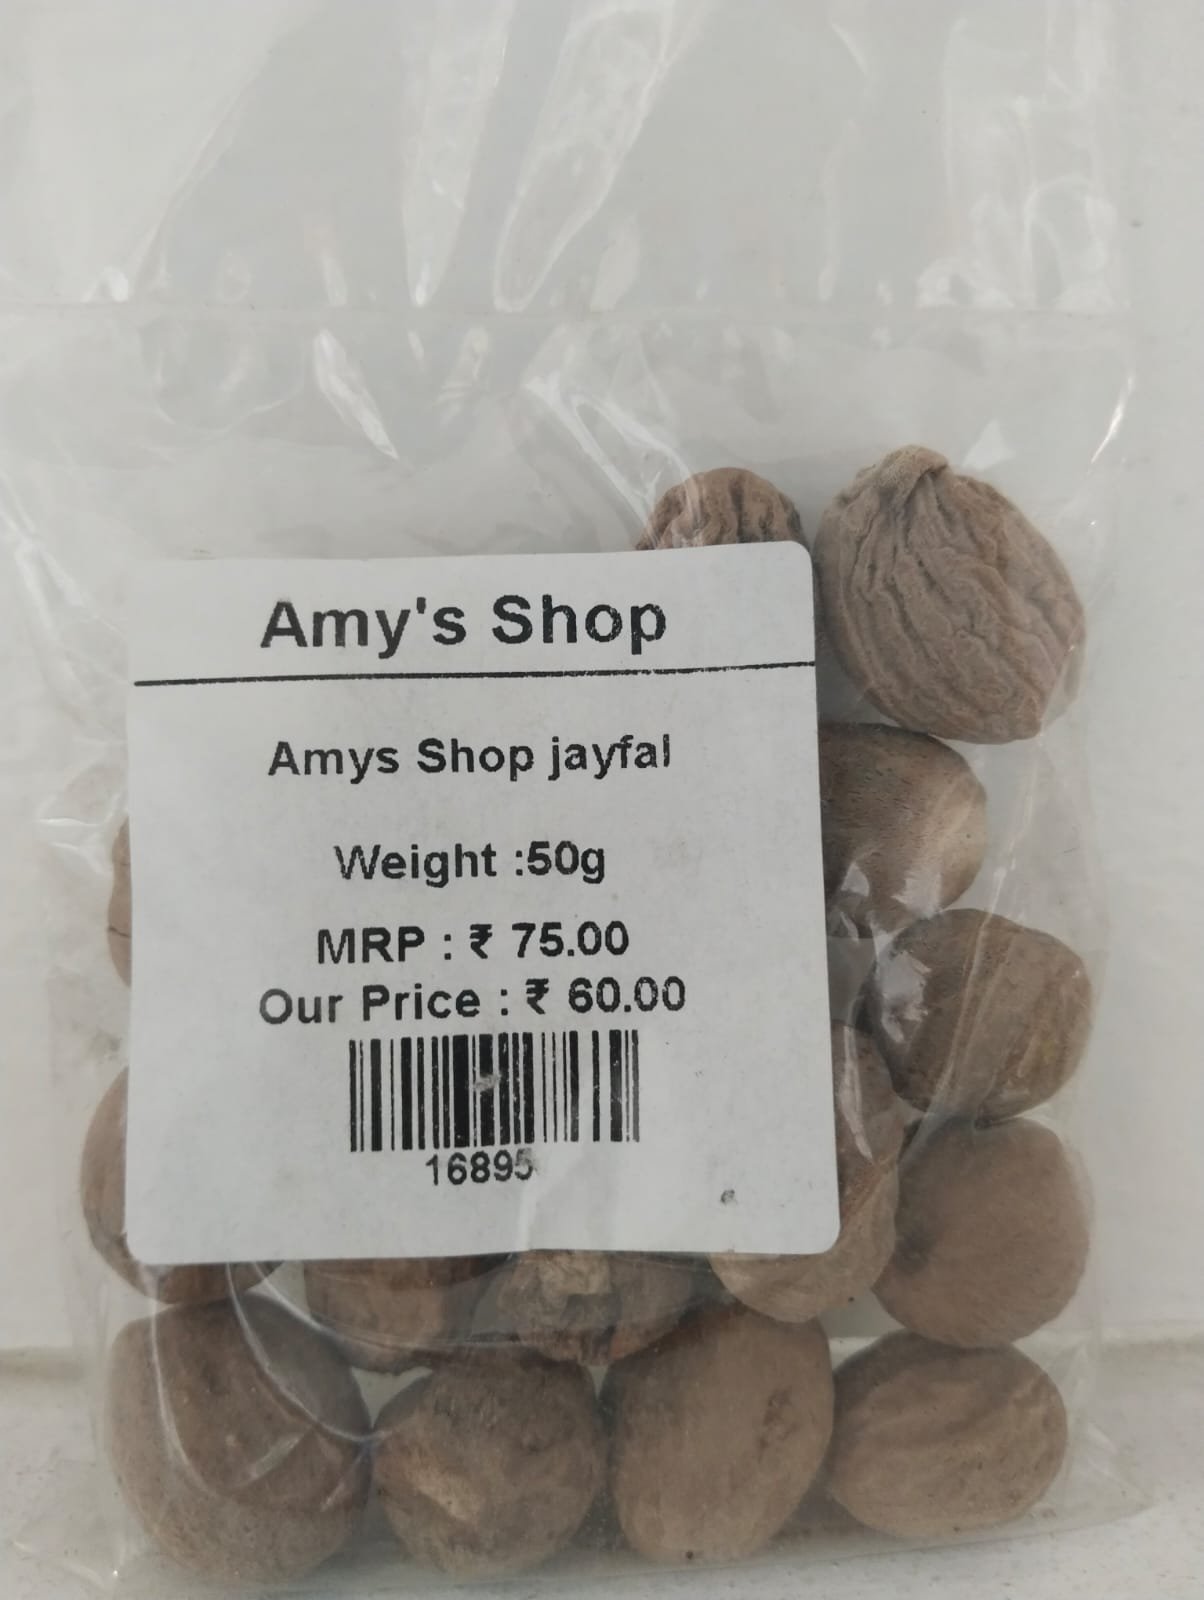 Amy's Shop
Amys Shop jayfal
Weight :50g
MRP : ₹ 75.00
Our Price : ₹ 60.00
16895